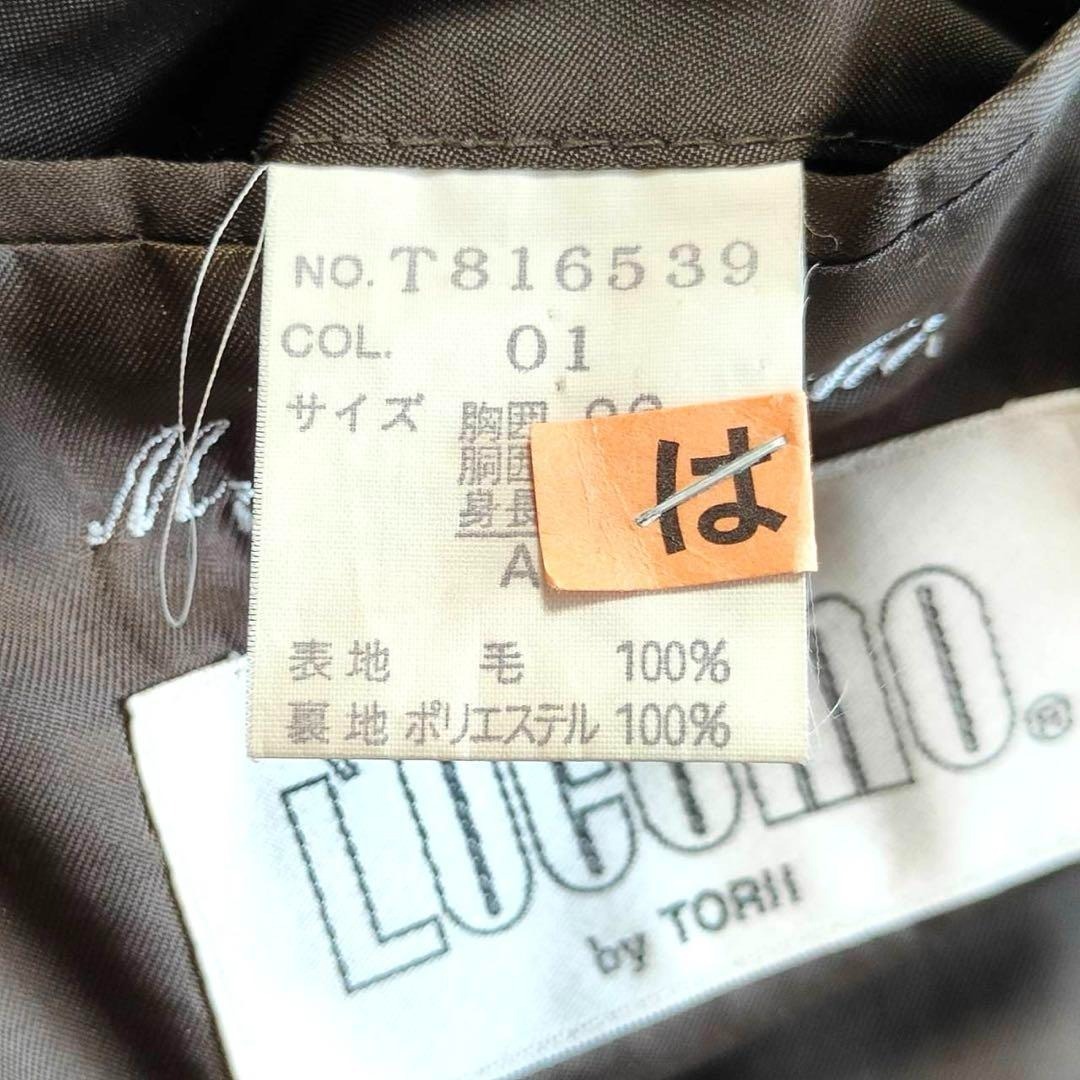 NO. T816539
COL. 01
サイズ 胸囲
胴囲
身長
A
は
表地 毛 100%
裏地 ポリエステル 100%
®
by TORII